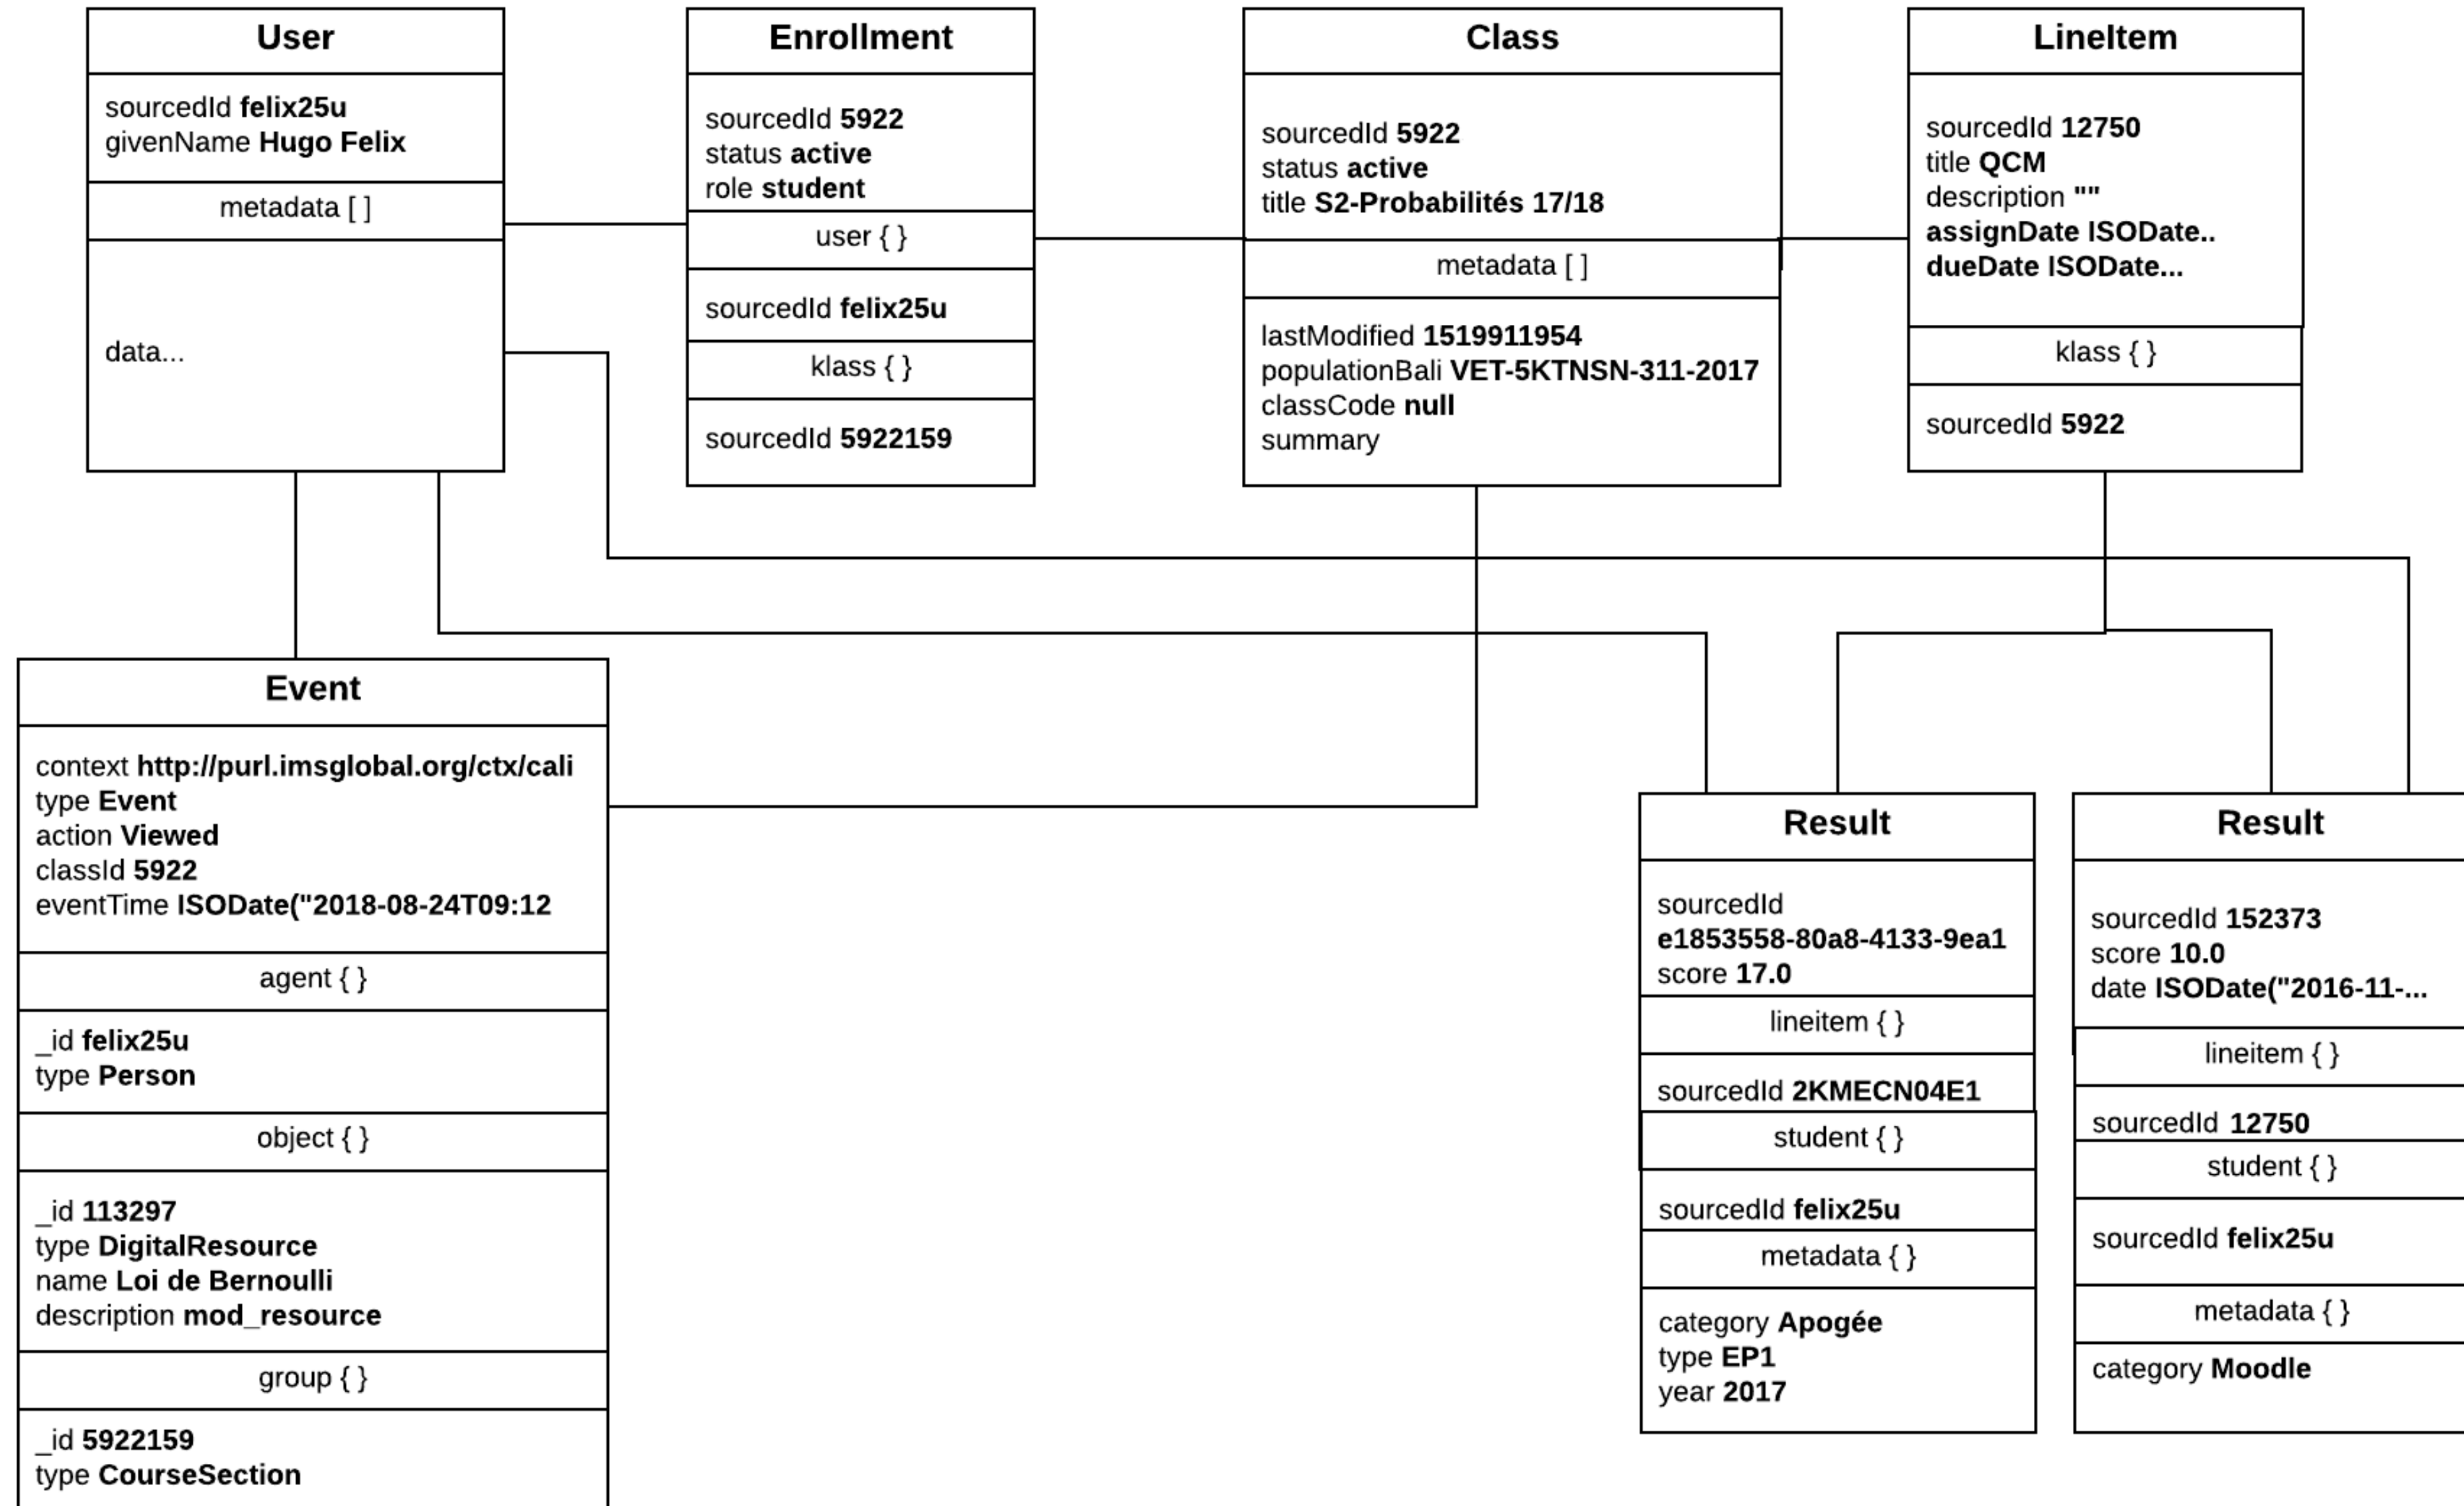 User
sourcedId felix25u
givenName Hugo Felix
metadata [ ]
data...
Enrollment
sourcedId 5922
status active
role student
user { }
sourcedId felix25u
klass { }
sourcedId 5922159
Class
sourcedId 5922
status active
title S2-Probabilités 17/18
metadata [ ]
lastModified 1519911954
populationBali VET-5KTNSN-311-2017
classCode null
summary
LineItem
sourcedId 12750
title QCM
description ""
assignDate ISODate..
dueDate ISODate...
klass { }
sourcedId 5922
Event
context http://purl.imsglobal.org/ctx/cali
type Event
action Viewed
classId 5922
eventTime ISODate("2018-08-24T09:12
agent { }
_id felix25u
type Person
object { }
_id 113297
type DigitalResource
name Loi de Bernoulli
description mod_resource
group { }
_id 5922159
type CourseSection
Result
sourcedId
e1853558-80a8-4133-9ea1
score 17.0
lineitem { }
sourcedId 2KMECN04E1
student { }
sourcedId felix25u
metadata { }
category Apogée
type EP1
year 2017
Result
sourcedId 152373
score 10.0
date ISODate("2016-11-...
lineitem { }
sourcedId 12750
student { }
sourcedId felix25u
metadata { }
category Moodle